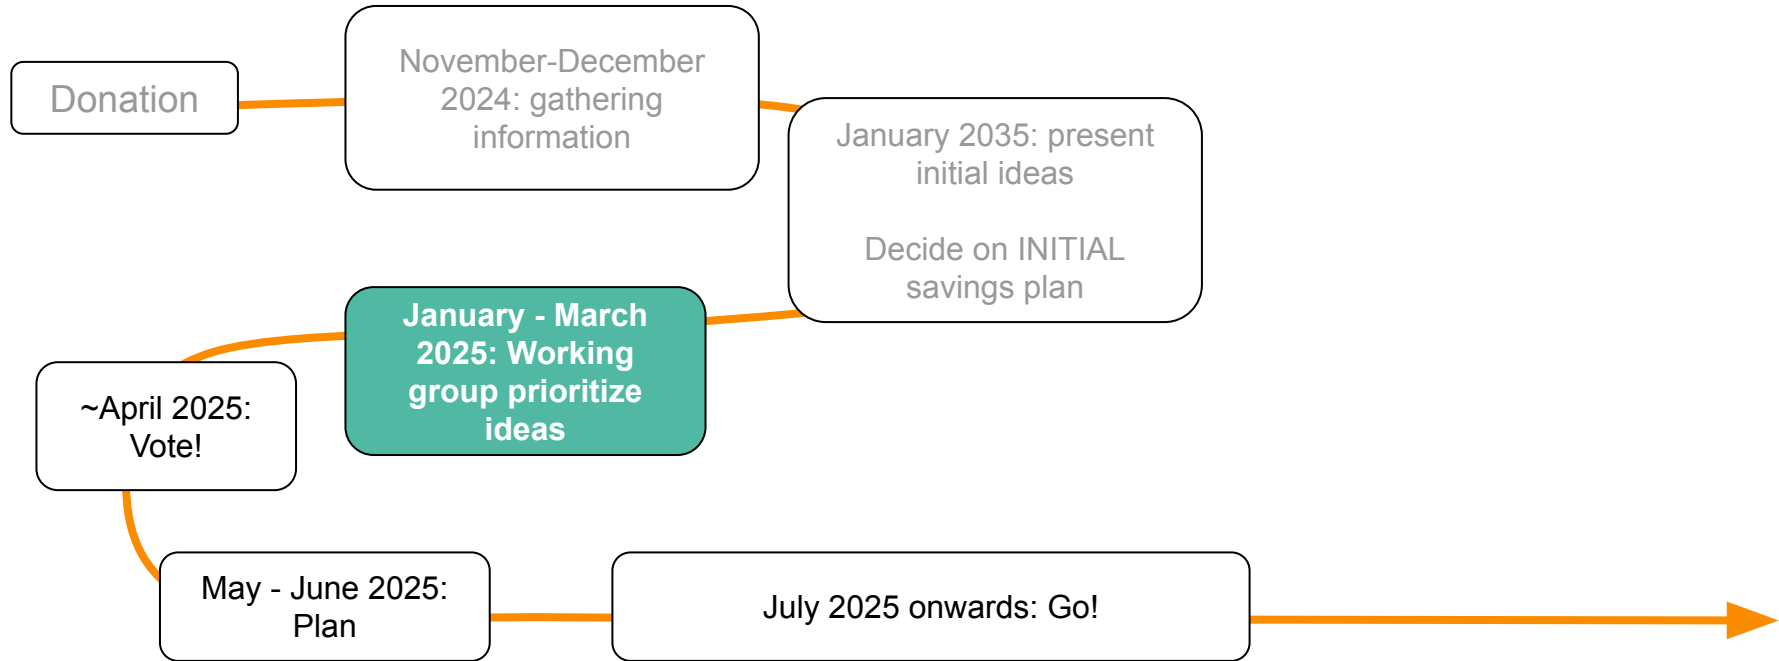 Donation
November-December
2024: gathering
information
January 2035: present
initial ideas
Decide on INITIAL
savings plan
January - March
2025: Working
group prioritize
ideas
~April 2025:
Vote!
May - June 2025:
Plan
July 2025 onwards: Go!